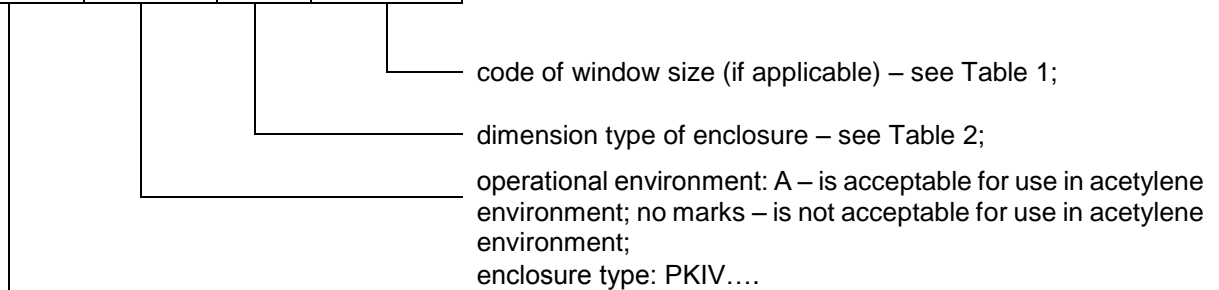 code of window size (if applicable) – see Table 1;
dimension type of enclosure – see Table 2;
operational environment: A – is acceptable for use in acetylene
environment; no marks – is not acceptable for use in acetylene
environment;
enclosure type: PKIV….